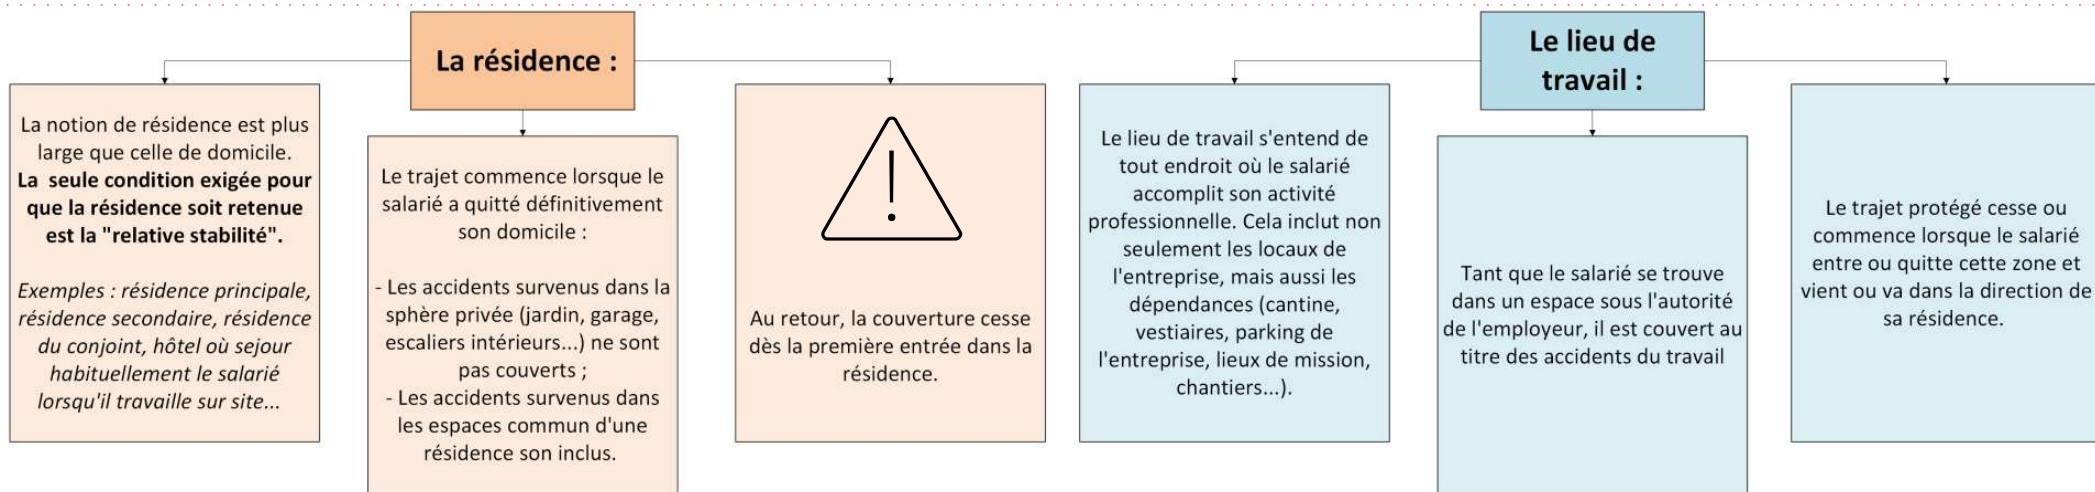 La résidence :
La notion de résidence est plus
large que celle de domicile.
La seule condition exigée pour
que la résidence soit retenue
est la "relative stabilité".
Exemples : résidence principale,
résidence secondaire, résidence
du conjoint, hôtel où sejour
habituellement le salarié
lorsqu'il travaille sur site...
Le trajet commence lorsque le
salarié a quitté définitivement
son domicile :
- Les accidents survenus dans la
sphère privée (jardin, garage,
escaliers intérieurs...) ne sont
pas couverts ;
- Les accidents survenus dans
les espaces commun d'une
résidence son inclus.
Au retour, la couverture cesse
dès la première entrée dans la
résidence.
Le lieu de
travail :
Le lieu de travail s'entend de
tout endroit où le salarié
accomplit son activité
professionnelle. Cela inclut non
seulement les locaux de
l'entreprise, mais aussi les
dépendances (cantine,
vestiaires, parking de
l'entreprise, lieux de mission,
chantiers...).
Tant que le salarié se trouve
dans un espace sous l'autorité
de l'employeur, il est couvert au
titre des accidents du travail
Le trajet protégé cesse ou
commence lorsque le salarié
entre ou quitte cette zone et
vient ou va dans la direction de
sa résidence.